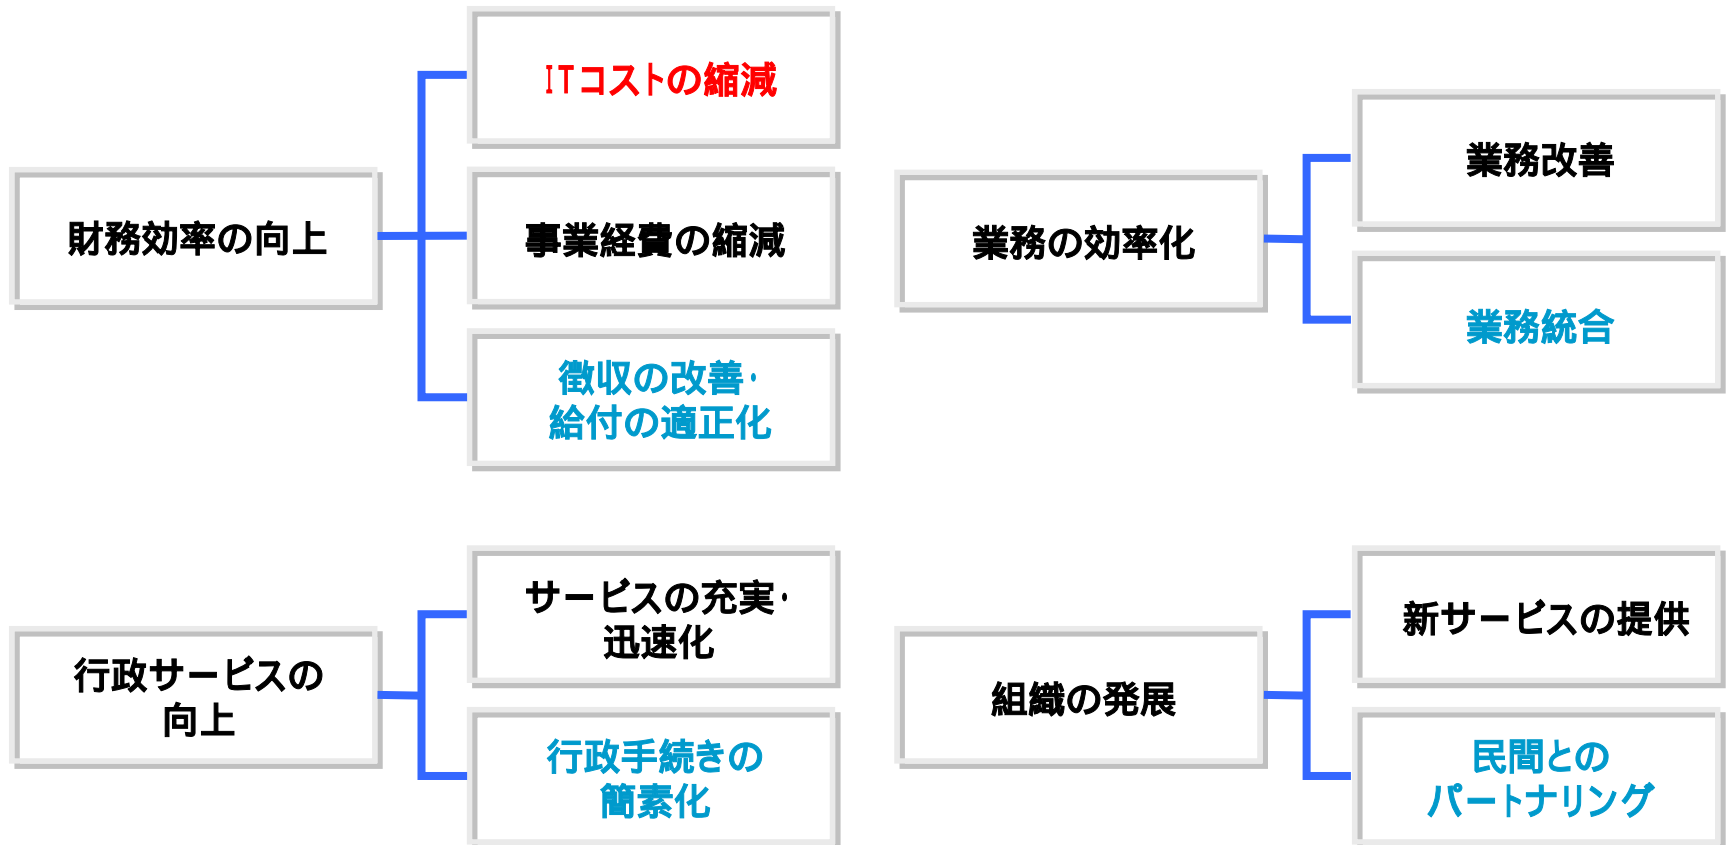 財務効率の向上
ITコストの縮減
事業経費の縮減
徴収の改善・
給付の適正化
業務の効率化
業務改善
業務統合
行政サービスの
向上
サービスの充実・
迅速化
行政手続きの
簡素化
組織の発展
新サービスの提供
民間との
パートナリング